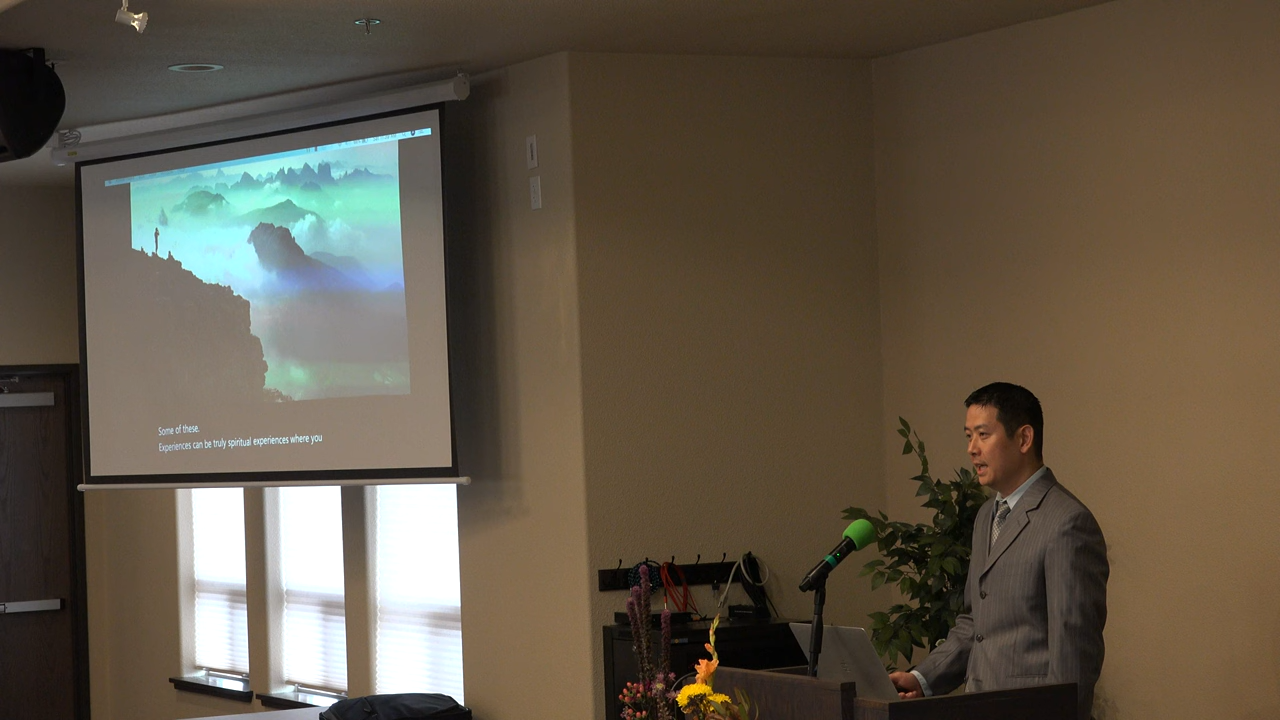 Some of these.
Experiences can be truly spiritual experiences where you